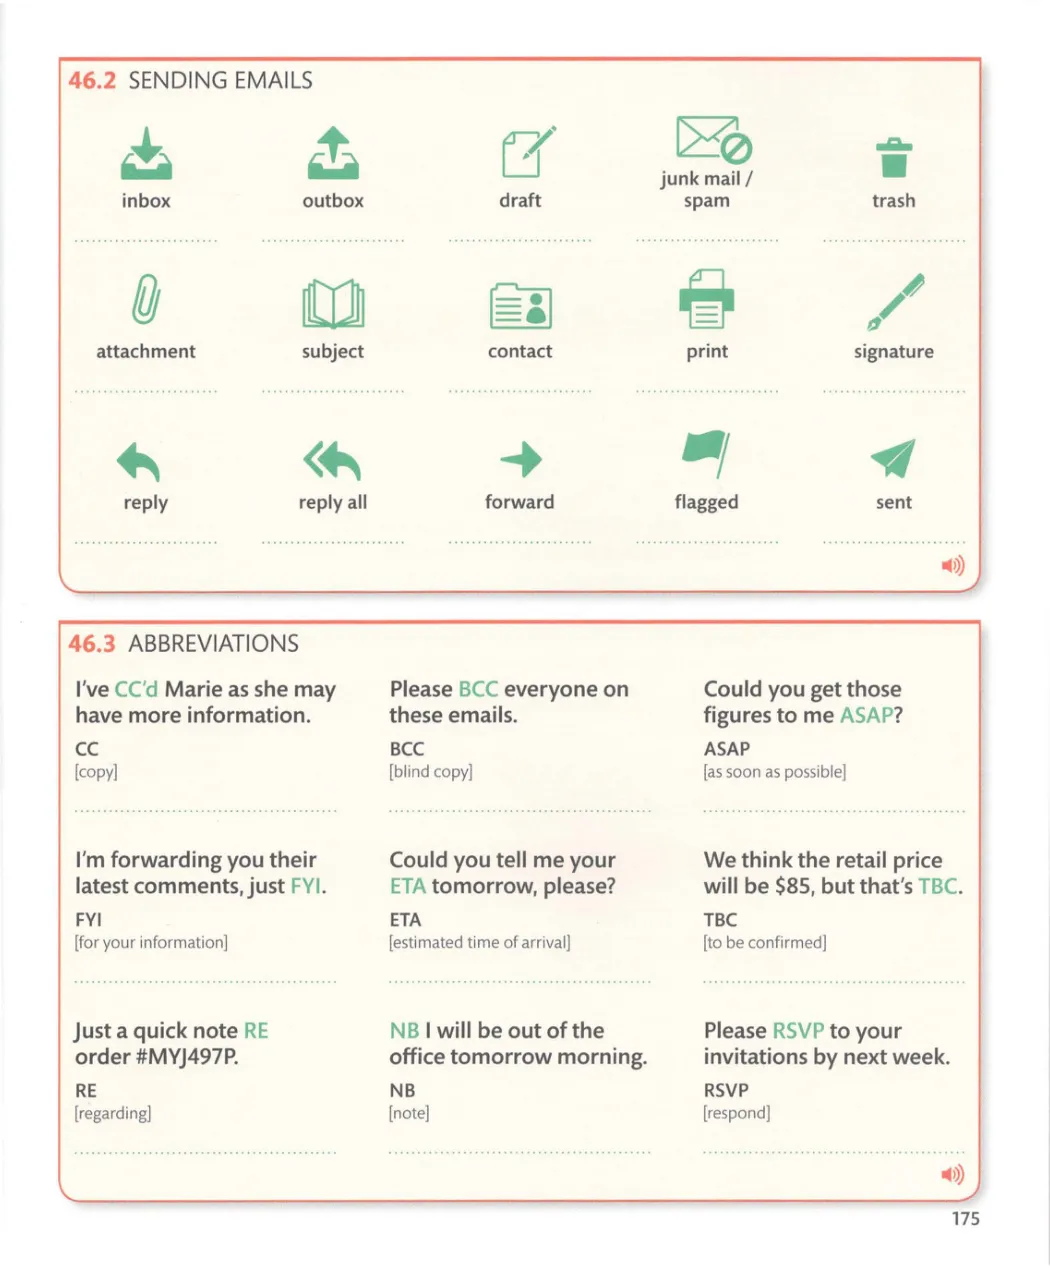 46.2 SENDING EMAILS
inbox
outbox
draft
junk mail /
spam
trash
attachment
subject
contact
print
signature
reply
reply all
forward
flagged
sent
46.3 ABBREVIATIONS
I've CC'd Marie as she may
have more information.
CC
[copy]
Please BCC everyone on
these emails.
BCC
[blind copy]
Could you get those
figures to me ASAP?
ASAP
[as soon as possible]
I'm forwarding you their
latest comments, just FYI.
FYI
[for your information]
Could you tell me your
ETA tomorrow, please?
ETA
[estimated time of arrival]
We think the retail price
will be $85, but that's TBC.
TBC
[to be confirmed]
Just a quick note RE
order #MYJ497P.
RE
[regarding]
NB I will be out of the
office tomorrow morning.
NB
[note]
Please RSVP to your
invitations by next week.
RSVP
[respond]
175